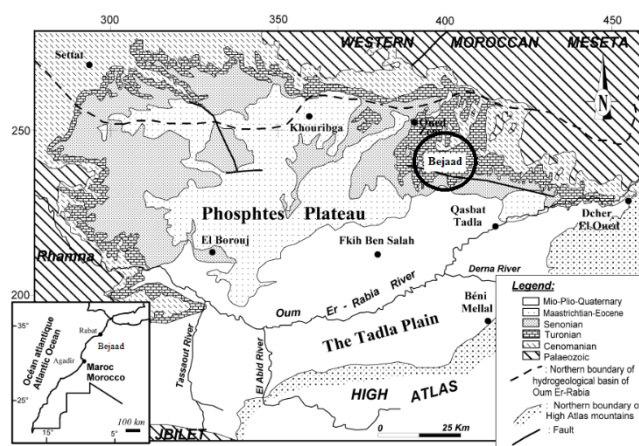 300
350
400
450
WESTERN MOROCCAN MESETA
Settat
N
250
Khouribga
Oued
Bejaad
Phosphtes Plateau
Qasbat
Tadla
Dcher
El Oued
El Borouj
Fkih Ben Salah
Rhamna
200
Oum Er-Rabia River
Derna River
Béni
Mellal
The Tadla Plain
Tassaout River
El Abid River
HIGH ATLAS
JBILET
0 25 Km
Legend:
Mio-Plio-Quaternary
Maastrichtian-Eocene
Senonian
Turonian
Cenomanian
Palaeozoic
: Northern boundary of
hydrogeological basin of
Oum Er-Rabia
: Northern boundary of
High Atlas mountains
: Fault
Océan atlantique
Atlantic Ocean
35°
Rabat
Bejaad
Agadir
Maroc
Morocco
25°
15°
5°
100 km